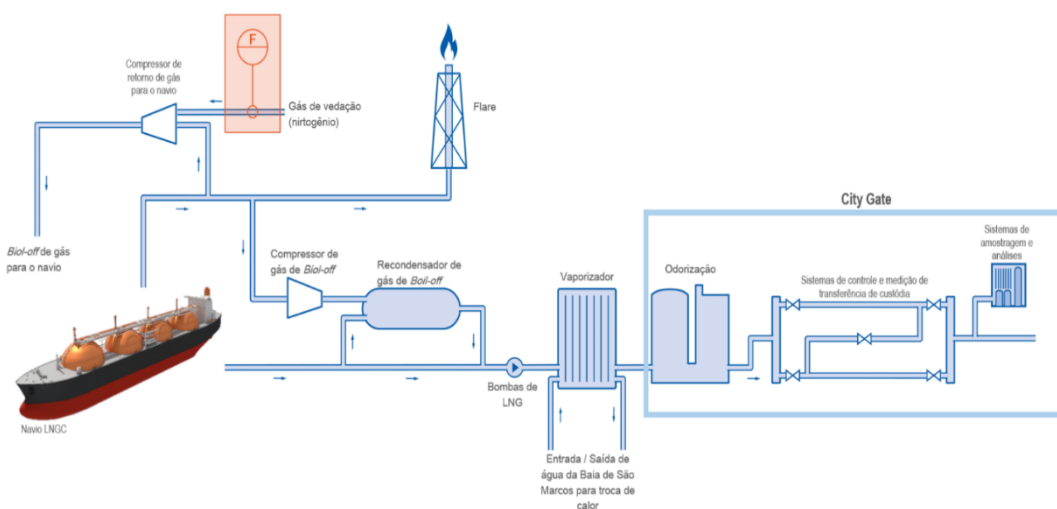 Compressor de
retorno de gás
para o navio
F
Gás de vedação
(nirtogênio)
Flare
Biol-off de gás
para o navio
Navio LNGC
Compressor de
gás de Biol-off
Recondensador de
gás de Boil-off
Bombas de
LNG
Vaporizador
Entrada / Saída de
água da Baia de São
Marcos para troca de
calor
City Gate
Odorização
Sistemas de controle e medição de
transferência de custódia
Sistemas de
amostragem e
análises